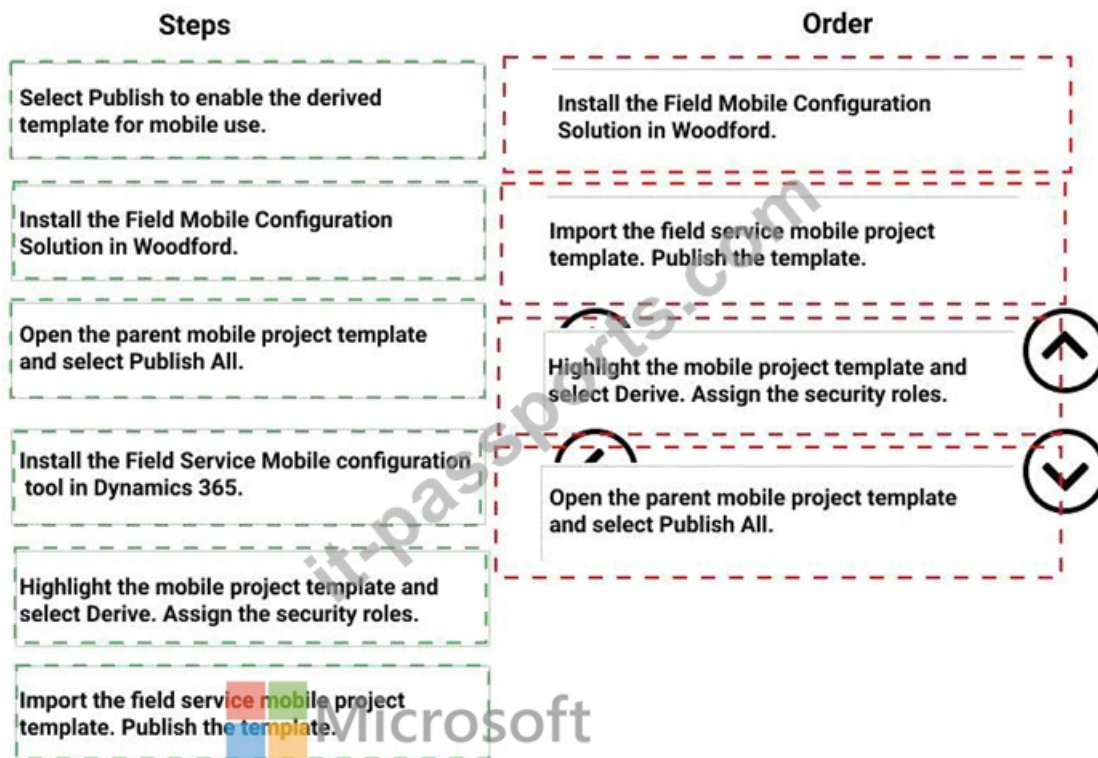 Steps
Order
Select Publish to enable the derived
template for mobile use.
Install the Field Mobile Configuration
Solution in Woodford.
Open the parent mobile project template
and select Publish All.
Install the Field Service Mobile configuration
tool in Dynamics 365.
Highlight the mobile project template and
select Derive. Assign the security roles.
Import the field service mobile project
template. Publish the template.
Install the Field Mobile Configuration
Solution in Woodford.
Import the field service mobile project
template. Publish the template.
Highlight the mobile project template and
select Derive. Assign the security roles.
Open the parent mobile project template
and select Publish All.
it-passports.com
Microsoft